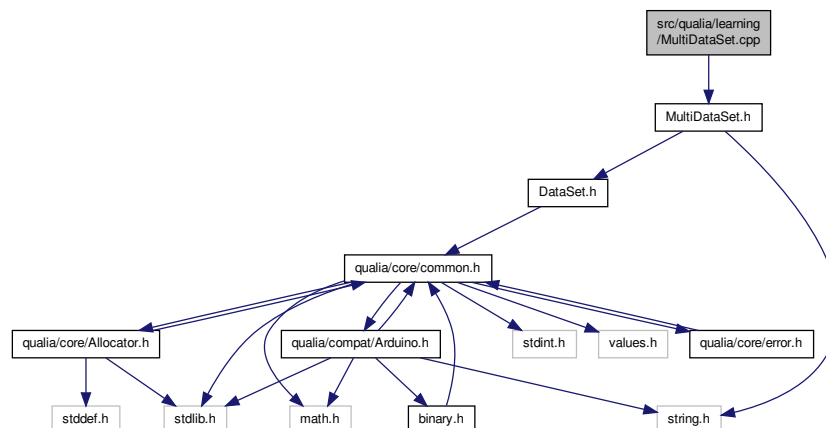 src/qualia/learning
/MultiDataSet.cpp
MultiDataSet.h
DataSet.h
qualia/core/common.h
qualia/core/Allocator.h
qualia/compat/Arduino.h
stdint.h
values.h
qualia/core/error.h
stddef.h
stdlib.h
math.h
binary.h
string.h